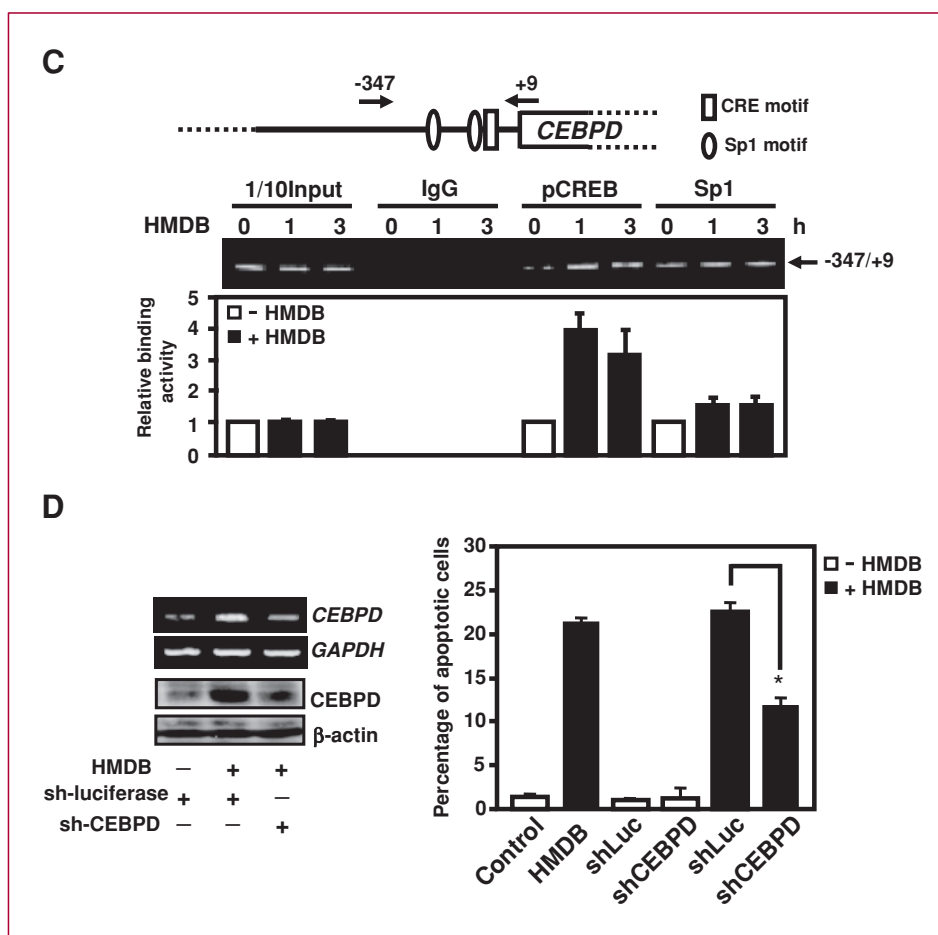 C
-347 +9
CEBPD
CRE motif
Sp1 motif
1/10Input IgG pCREB Sp1
HMDB 0 1 3 0 1 3 0 1 3 0 1 3 h
-347/+9
Relative binding activity
5
4
3
2
1
0
- HMDB
+ HMDB
D
CEBPD
GAPDH
CEBPD
β-actin
HMDB – + +
sh-luciferase + + –
sh-CEBPD – – +
Percentage of apoptotic cells
30
25
20
15
10
5
0
- HMDB
+ HMDB
*
Control HMDB shLuc shCEBPD shLuc shCEBPD